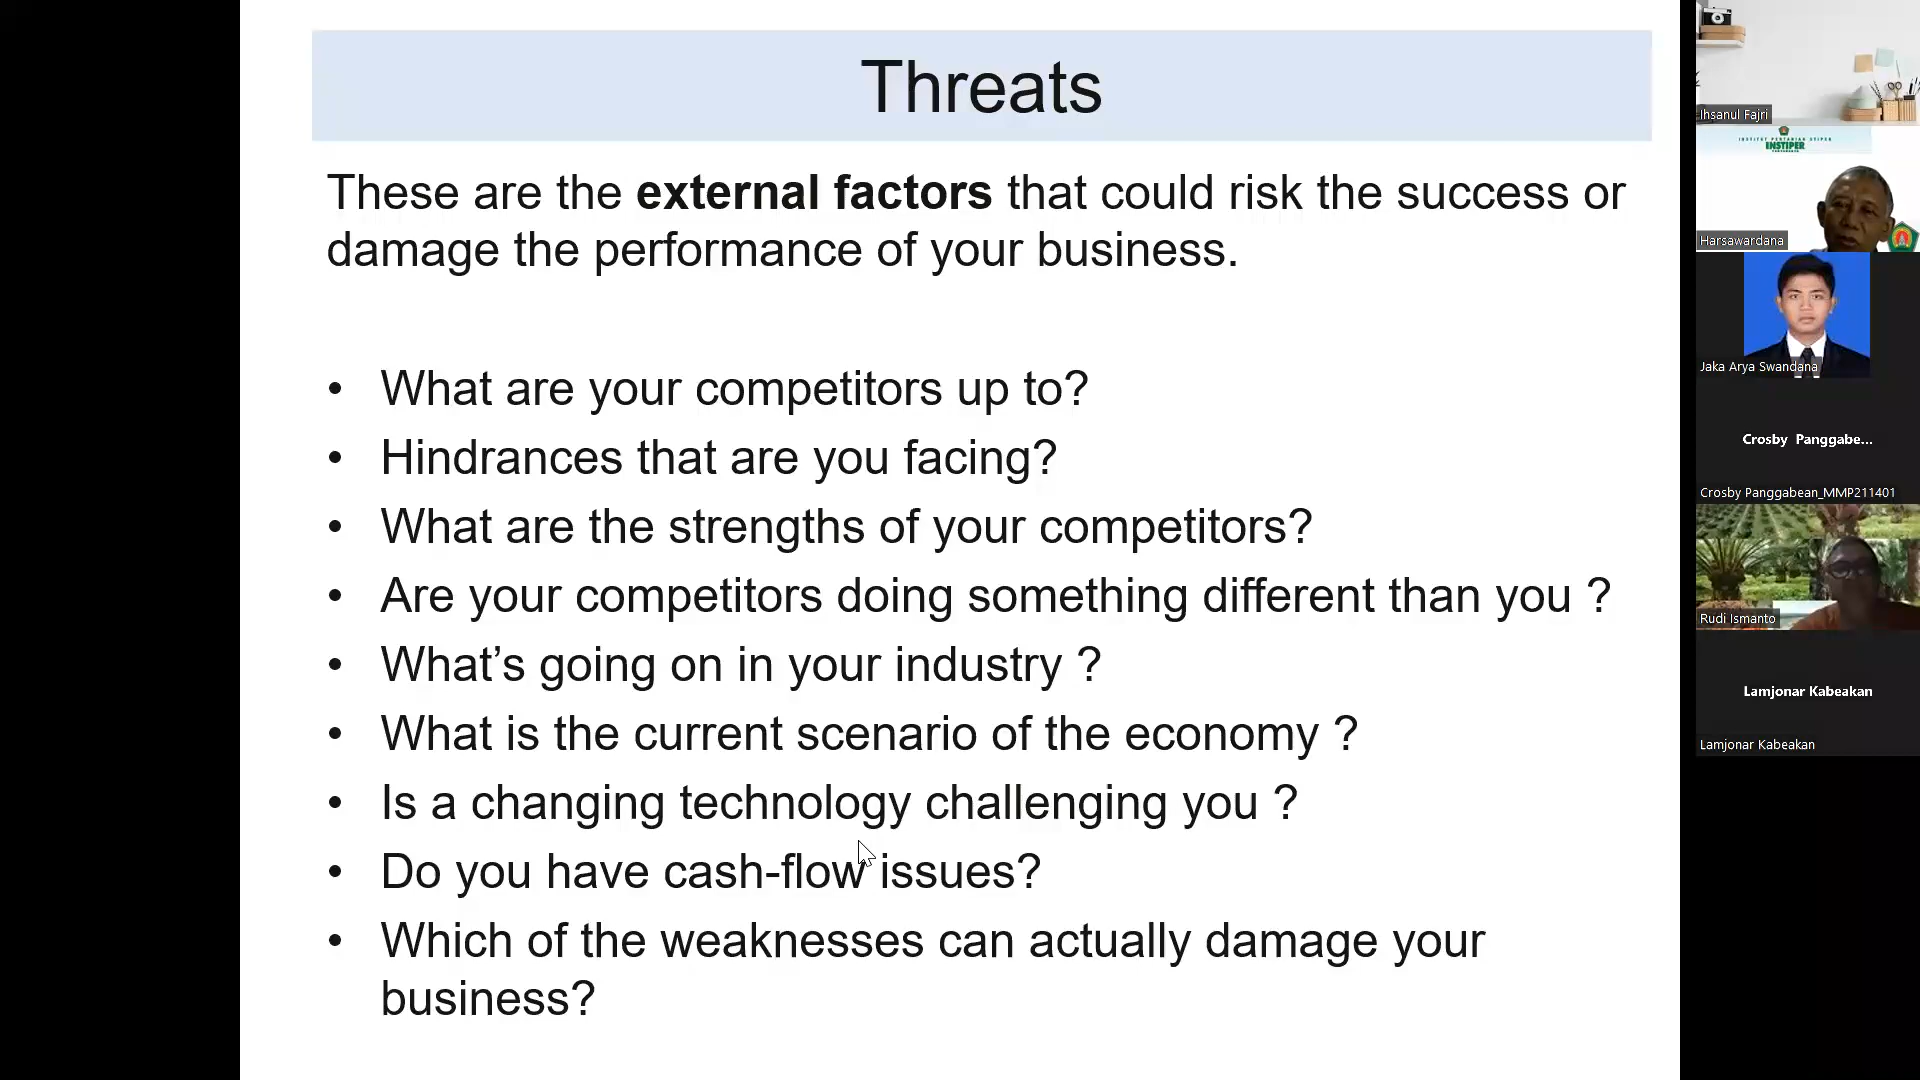 Threats
These are the external factors that could risk the success or
damage the performance of your business.
• What are your competitors up to?
• Hindrances that are you facing?
• What are the strengths of your competitors?
• Are your competitors doing something different than you ?
• What’s going on in your industry ?
• What is the current scenario of the economy ?
• Is a changing technology challenging you ?
• Do you have cash-flow issues?
• Which of the weaknesses can actually damage your
business?
Ihsanul Fajri
INSTITUT PERTANIAN STIPER
INSTIPER
Harsawardana
Jaka Arya Swandana
Crosby Panggabe...
Crosby Panggabean_MMP211401
Rudi Ismanto
Lamjonar Kabeakan
Lamjonar Kabeakan